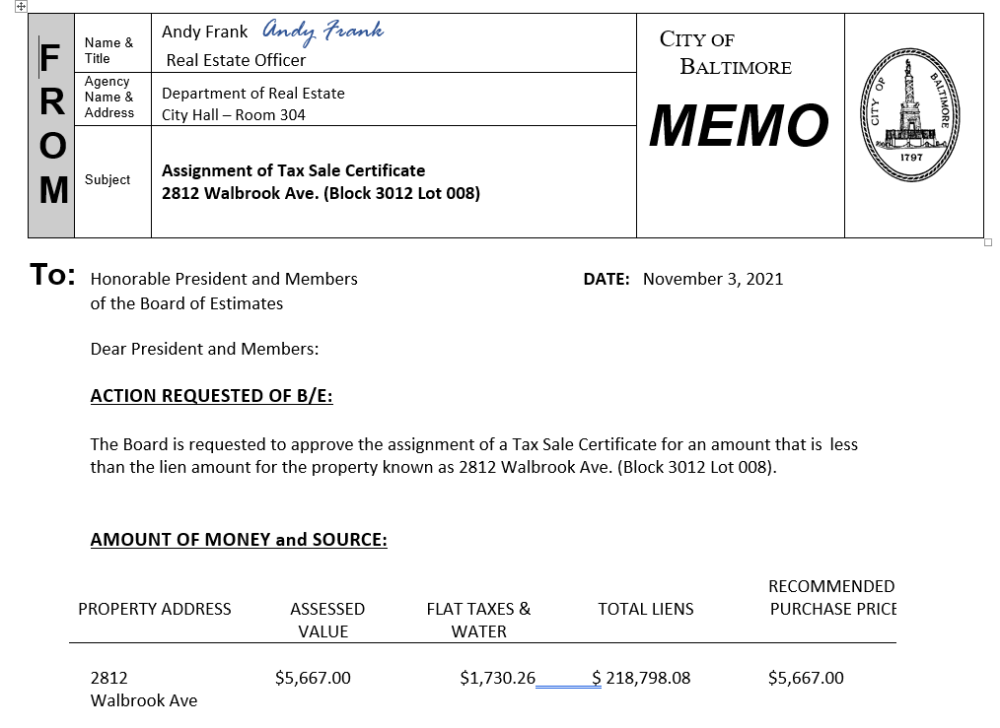 FROM
Name &
Title
Andy Frank Andy Frank
Real Estate Officer
Agency
Name &
Address
Department of Real Estate
City Hall – Room 304
Subject
Assignment of Tax Sale Certificate
2812 Walbrook Ave. (Block 3012 Lot 008)
CITY OF
BALTIMORE
MEMO
CITY OF BALTIMORE
1797
To: Honorable President and Members
of the Board of Estimates
DATE: November 3, 2021
Dear President and Members:
ACTION REQUESTED OF B/E:
The Board is requested to approve the assignment of a Tax Sale Certificate for an amount that is less
than the lien amount for the property known as 2812 Walbrook Ave. (Block 3012 Lot 008).
AMOUNT OF MONEY and SOURCE:
RECOMMENDED
PROPERTY ADDRESS ASSESSED FLAT TAXES & TOTAL LIENS PURCHASE PRICE
VALUE WATER
2812 $5,667.00 $1,730.26 $ 218,798.08 $5,667.00
Walbrook Ave